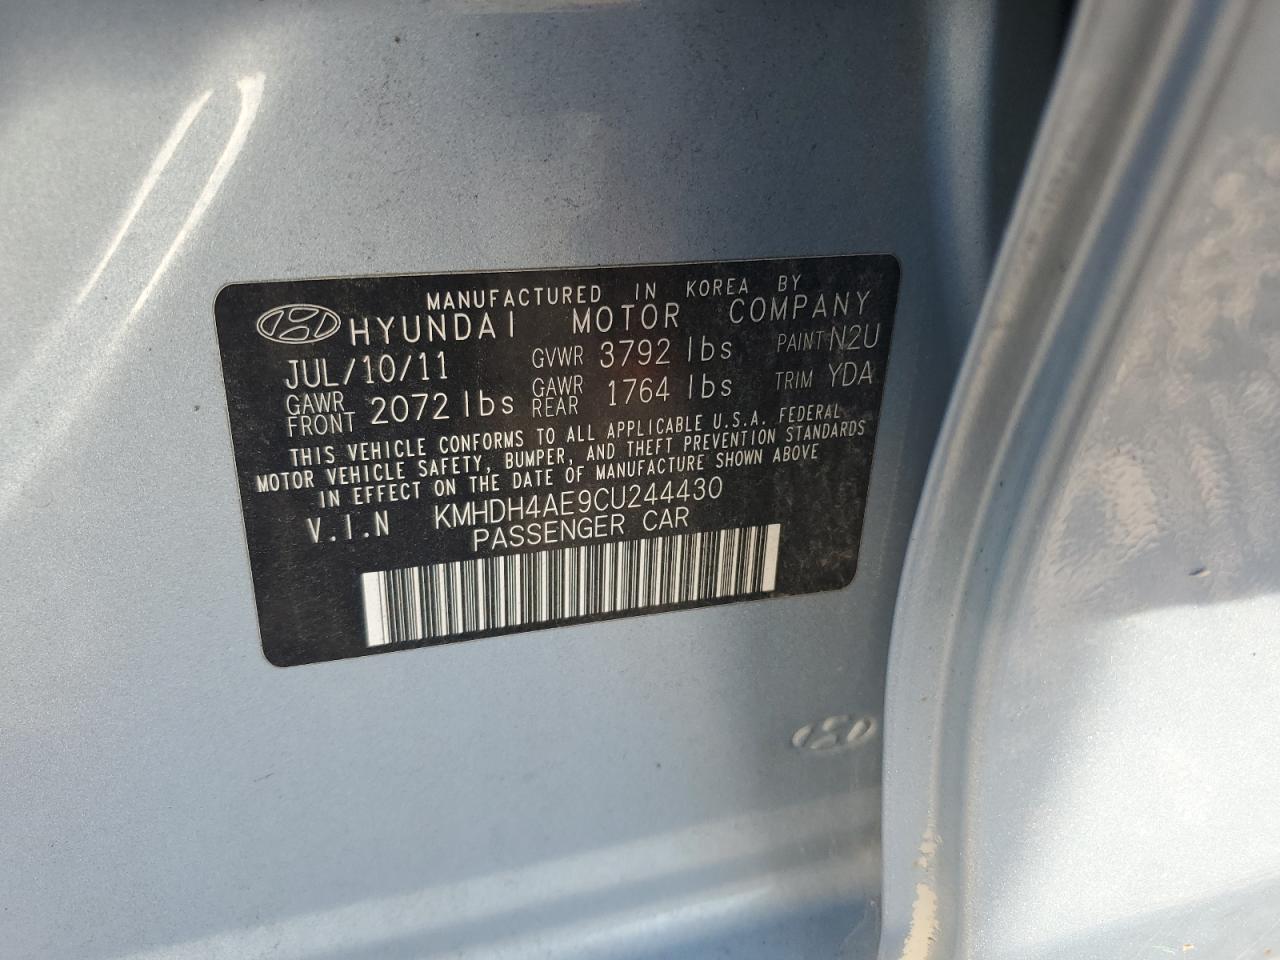 MANUFACTURED IN KOREA BY
HYUNDAI MOTOR COMPANY
JUL/10/11 GVWR 3792 lbs PAINT N2U
GAWR FRONT 2072 lbs GAWR REAR 1764 lbs TRIM YDA
THIS VEHICLE CONFORMS TO ALL APPLICABLE U.S.A. FEDERAL
MOTOR VEHICLE SAFETY, BUMPER, AND THEFT PREVENTION STANDARDS
IN EFFECT ON THE DATE OF MANUFACTURE SHOWN ABOVE
V.I.N KMHDH4AE9CU244430
PASSENGER CAR